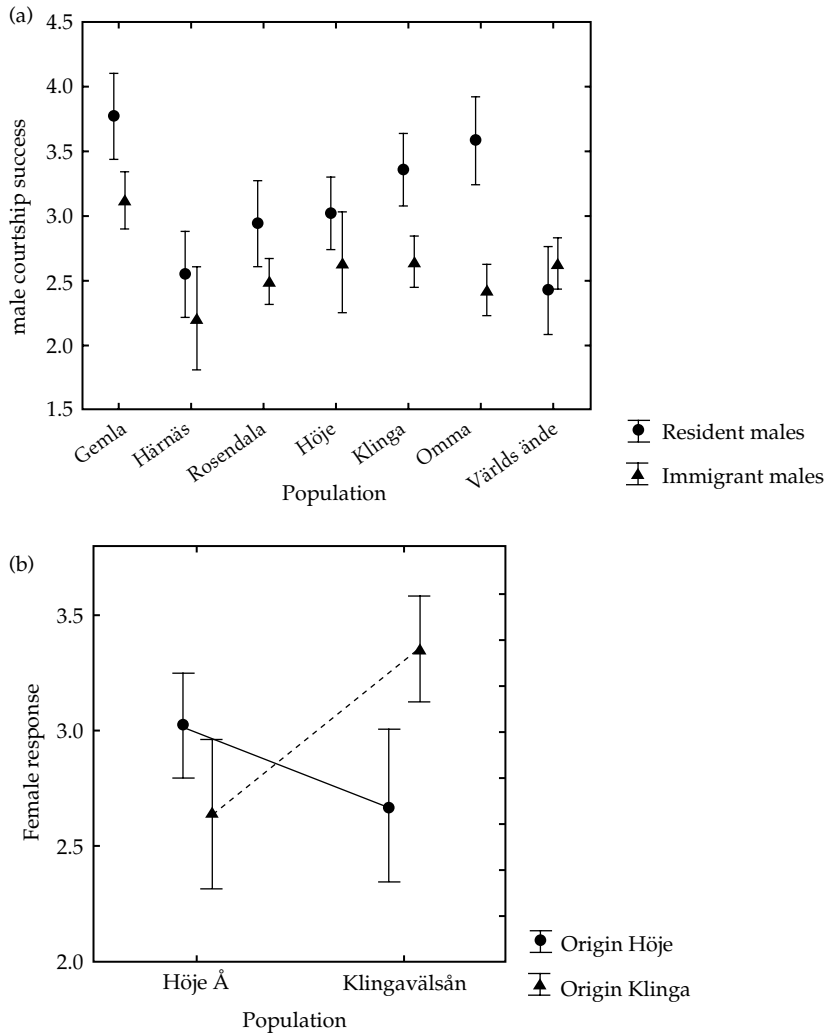 (a)
4.5
4.0
3.5
3.0
2.5
2.0
1.5
male courtship success
Gemla
Härnäs
Rosendala
Höje
Klinga
Omma
Världs ände
Population
Resident males
Immigrant males
(b)
3.5
3.0
2.5
2.0
Female response
Höje Å
Klingavälsån
Population
Origin Höje
Origin Klinga